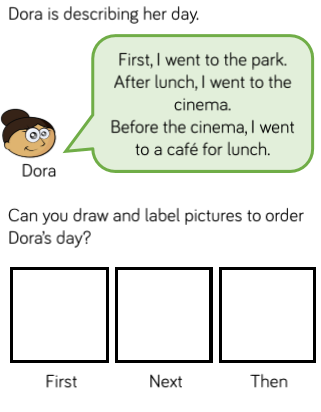 Dora is describing her day.
First, I went to the park.
After lunch, I went to the
cinema.
Before the cinema, I went
to a café for lunch.
Dora
Can you draw and label pictures to order
Dora's day?
First
Next
Then